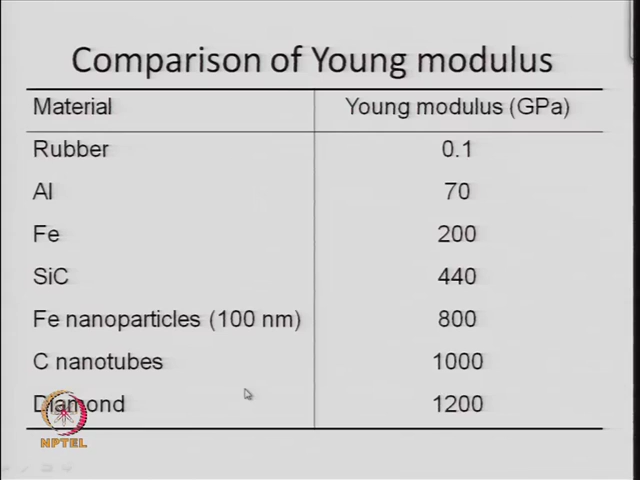 Comparison of Young modulus
Material Young modulus (GPa)
Rubber 0.1
Al 70
Fe 200
SiC 440
Fe nanoparticles (100 nm) 800
C nanotubes 1000
Diamond 1200
NPTEL